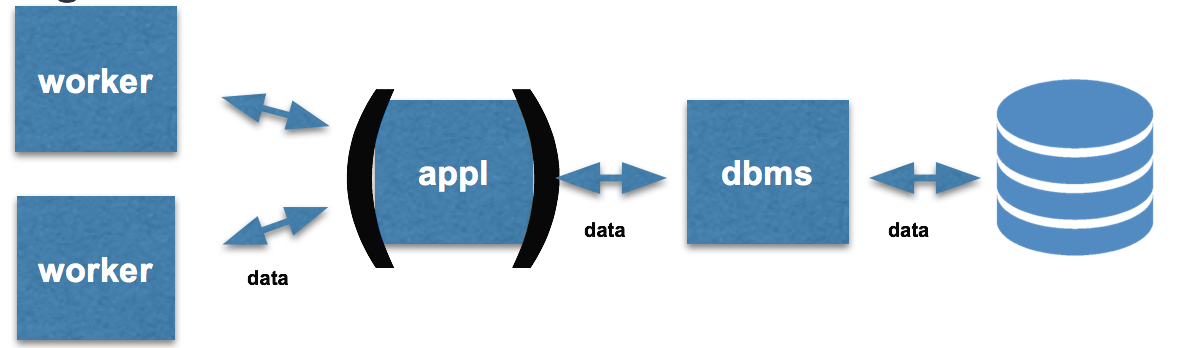 worker
appl
dbms
data
data
worker
data